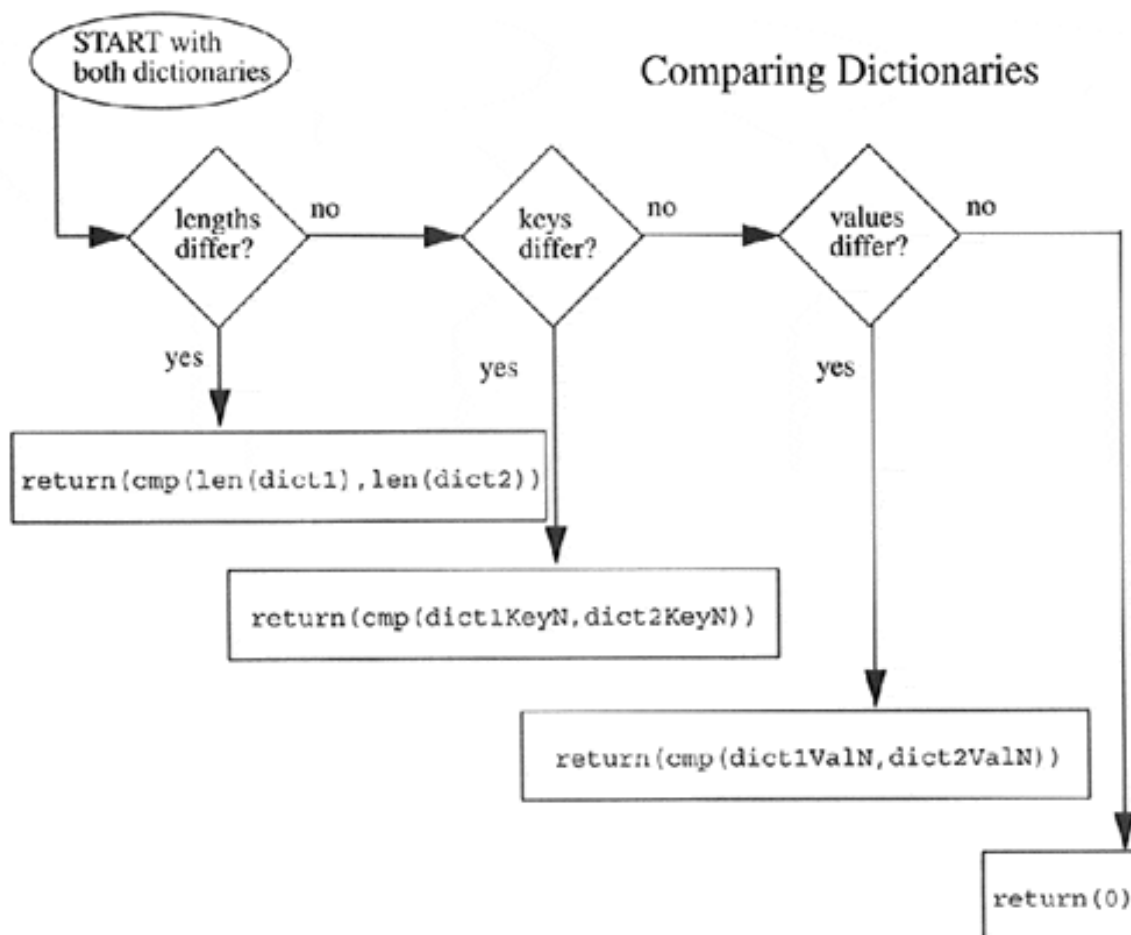 START with
both dictionaries
Comparing Dictionaries
lengths
differ?
no
keys
differ?
no
values
differ?
no
yes
yes
yes
return(cmp(len(dict1),len(dict2))
return(cmp(dict1KeyN,dict2KeyN))
return(cmp(dict1ValN,dict2ValN))
return(0)